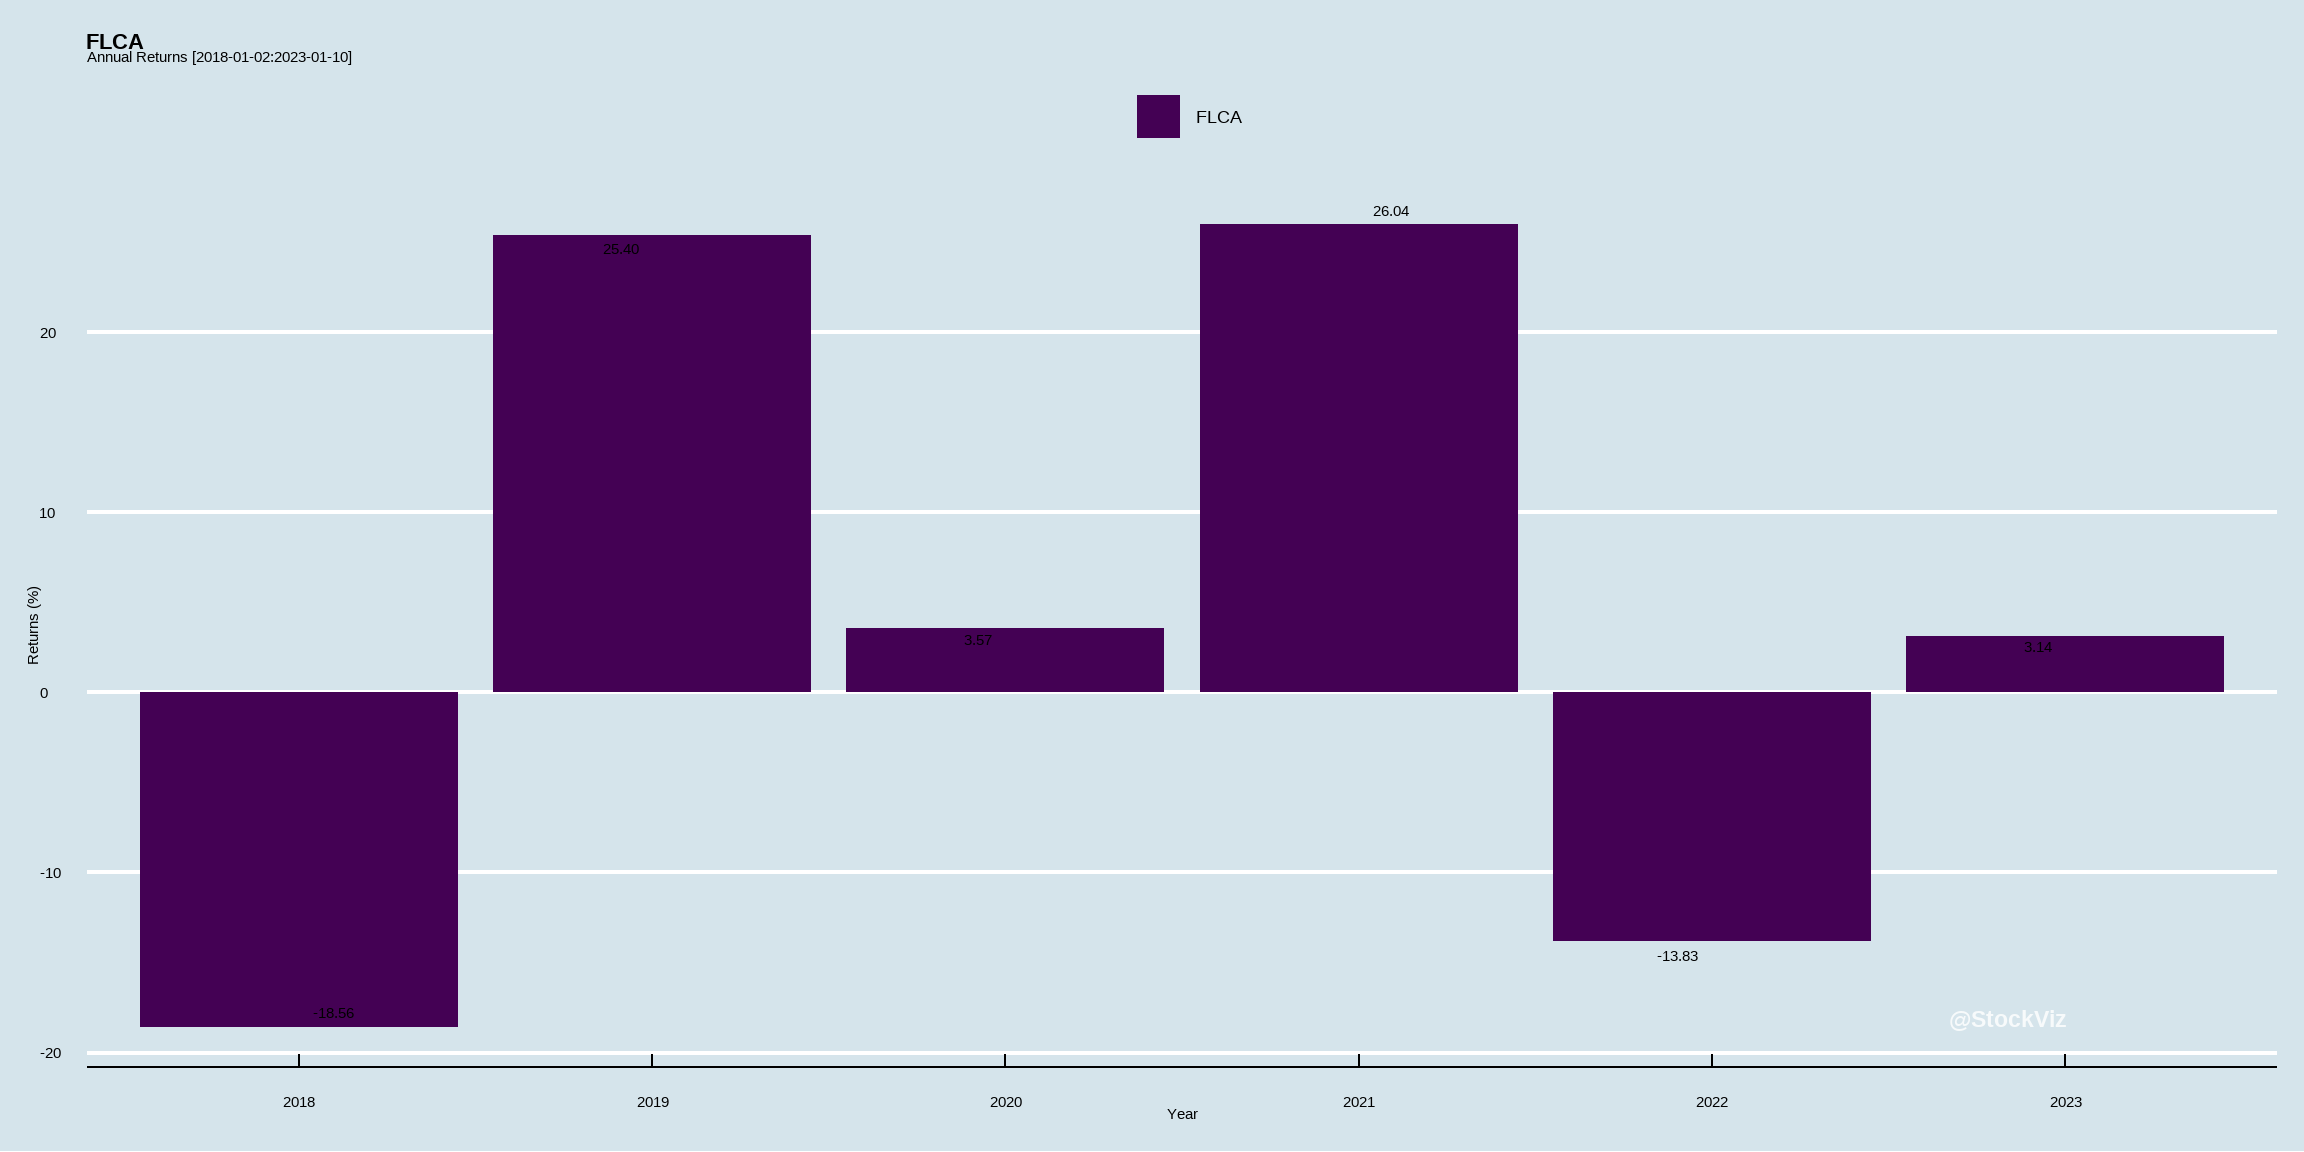 FLCA
Annual Returns [2018-01-02:2023-01-10]
FLCA
26.04
25.40
20
10
Returns (%)
3.57
3.14
0
-10
-13.83
-18.56
@StockViz
-20
2018 2019 2020 2021 2022 2023
Year